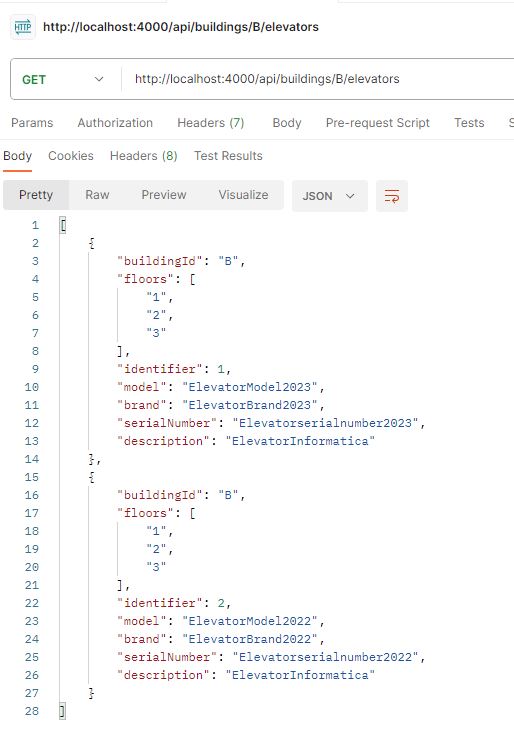 HTTP http://localhost:4000/api/buildings/B/elevators
GET http://localhost:4000/api/buildings/B/elevators
Params Authorization Headers (7) Body Pre-request Script Tests S
Body Cookies Headers (8) Test Results
Pretty Raw Preview Visualize JSON
1 [
2 {
3 "buildingId": "B",
4 "floors": [
5 "1",
6 "2",
7 "3"
8 ],
9 "identifier": 1,
10 "model": "ElevatorModel2023",
11 "brand": "ElevatorBrand2023",
12 "serialNumber": "Elevatorserialnumber2023",
13 "description": "ElevatorInformatica"
14 },
15 {
16 "buildingId": "B",
17 "floors": [
18 "1",
19 "2",
20 "3"
21 ],
22 "identifier": 2,
23 "model": "ElevatorModel2022",
24 "brand": "ElevatorBrand2022",
25 "serialNumber": "Elevatorserialnumber2022",
26 "description": "ElevatorInformatica"
27 }
28 ]